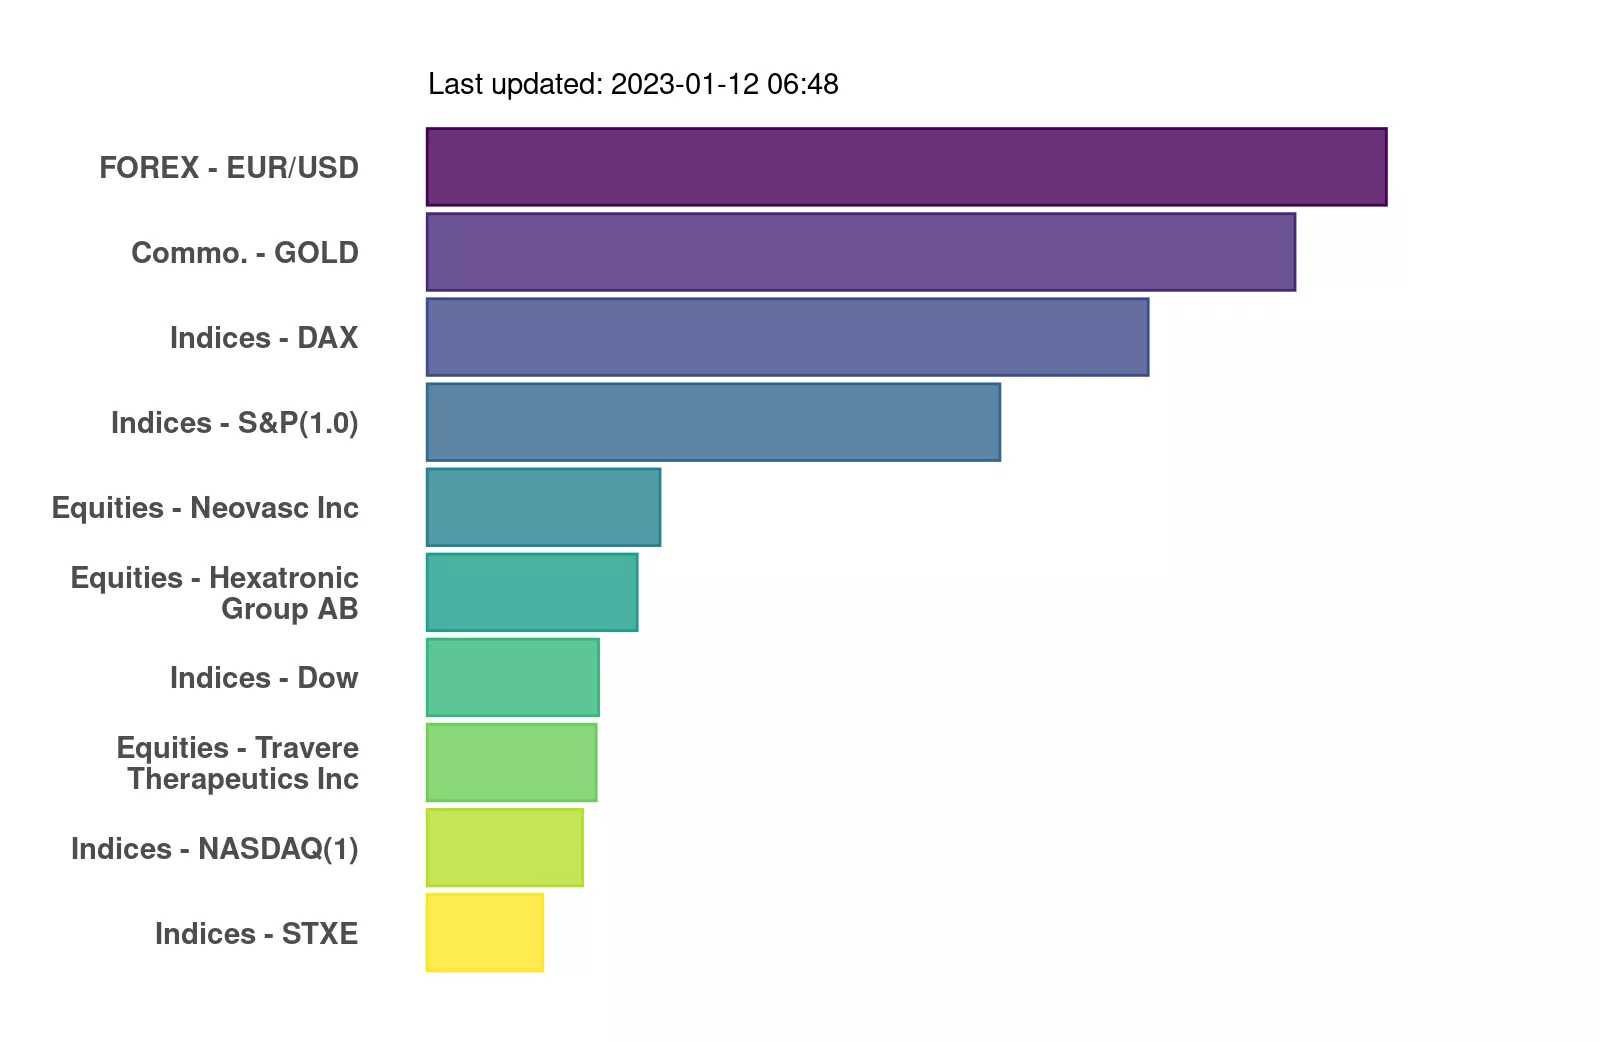 Last updated: 2023-01-12 06:48
FOREX - EUR/USD
Commo. - GOLD
Indices - DAX
Indices - S&P(1.0)
Equities - Neovasc Inc
Equities - Hexatronic
Group AB
Indices - Dow
Equities - Travere
Therapeutics Inc
Indices - NASDAQ(1)
Indices - STXE